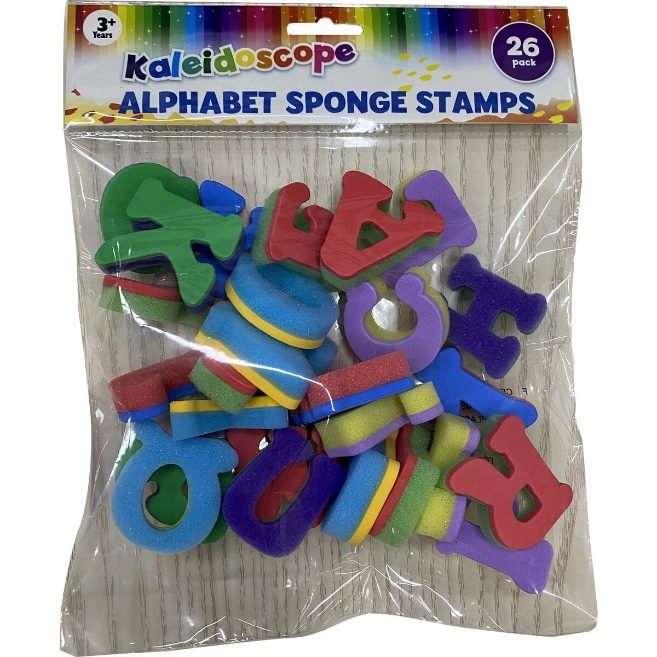 3+
Years
Kaleidoscope
26
pack
ALPHABET SPONGE STAMPS